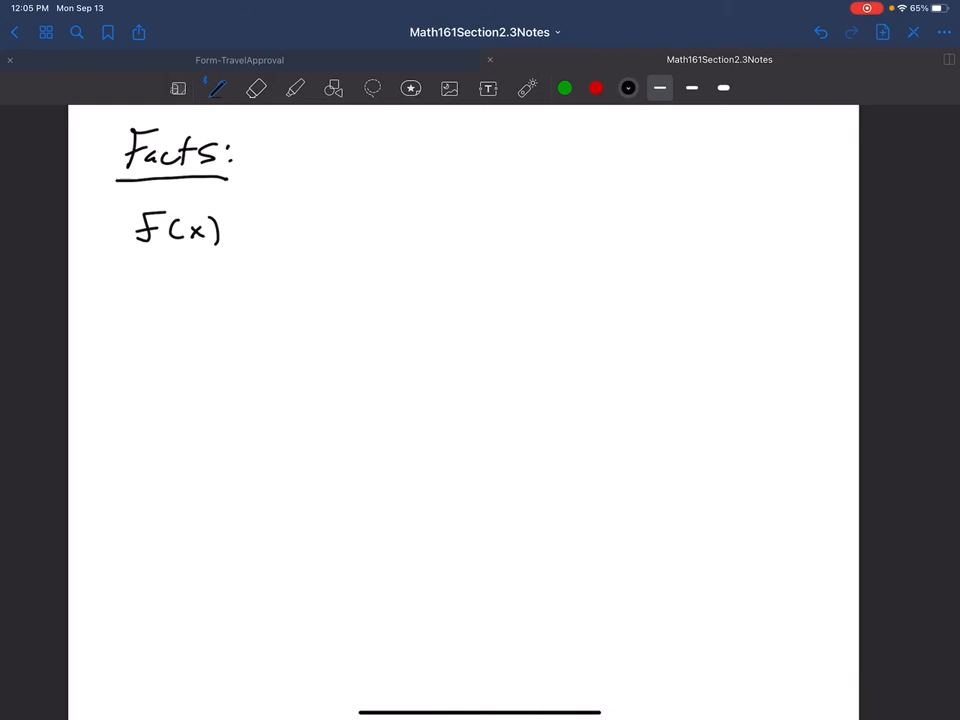 12:05 PM Mon Sep 13
65%
Math161Section2.3Notes
Form-TravelApproval
Math161Section2.3Notes
T
Facts:
F(x)